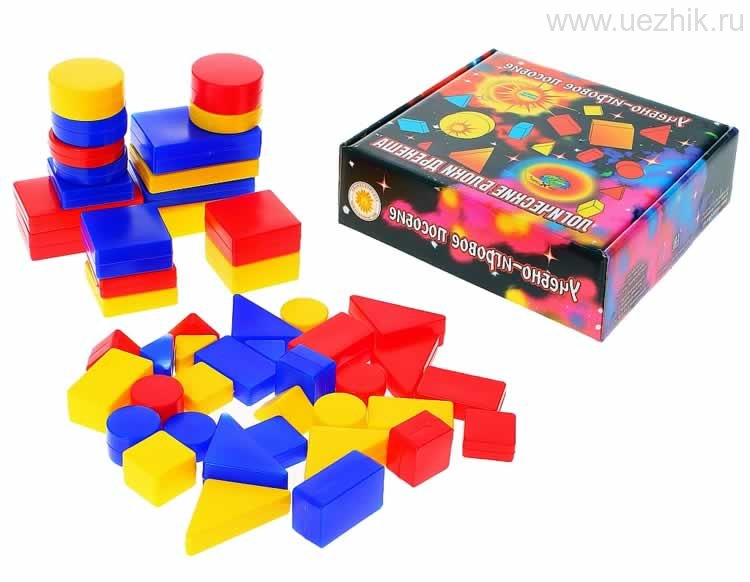 www.uezhik.ru
Учебно-игровое пособие
ЛОГИЧЕСКИЕ БЛОКИ ДЬЕНЕША
Учебно-игровое пособие